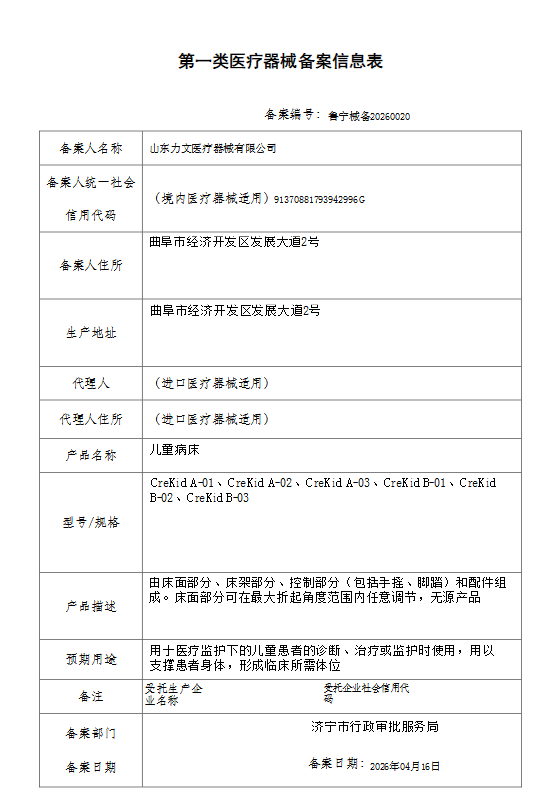 第一类医疗器械备案信息表
备案编号：鲁宁械备20260020
备案人名称 山东力文医疗器械有限公司
备案人统一社会
信用代码
（境内医疗器械适用）91370881793942996G
备案人住所
曲阜市经济开发区发展大道2号
生产地址
曲阜市经济开发区发展大道2号
代理人 （进口医疗器械适用）
代理人住所 （进口医疗器械适用）
产品名称 儿童病床
型号/规格
CreKid A-01、CreKid A-02、CreKid A-03、CreKid B-01、CreKid
B-02、CreKid B-03
产品描述
由床面部分、床架部分、控制部分（包括手摇、脚踏）和配件组
成。床面部分可在最大折起角度范围内任意调节，无源产品
预期用途
用于医疗监护下的儿童患者的诊断、治疗或监护时使用，用以
支撑患者身体，形成临床所需体位
备注
受托生产企
业名称
受托企业社会信用代
码
备案部门
济宁市行政审批服务局
备案日期
备案日期：2026年04月16日